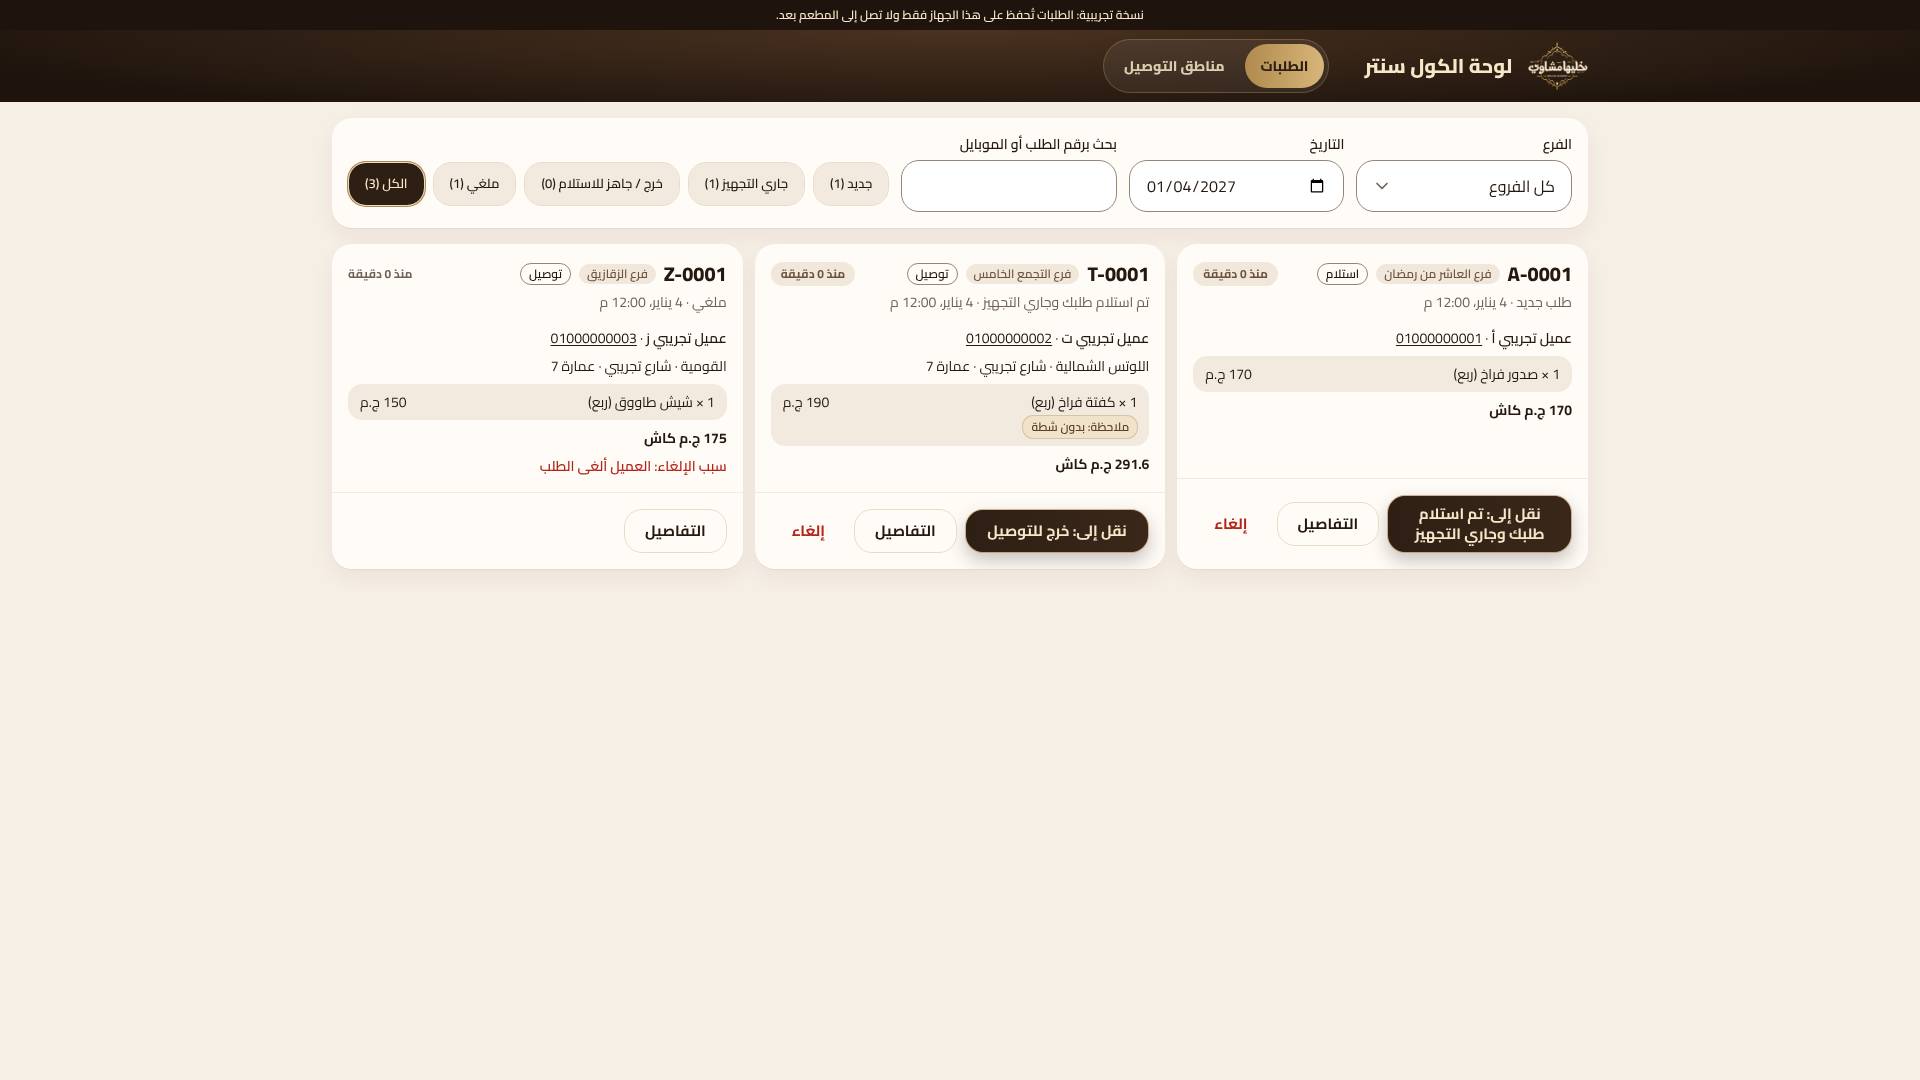 نسخة تجريبية: الطلبات تُحفظ على هذا الجهاز فقط ولا تصل إلى المطعم بعد.
خليها مشاوي
لوحة الكول سنتر
الطلبات
مناطق التوصيل
الفرع
كل الفروع
التاريخ
01/04/2027
بحث برقم الطلب أو الموبايل
جديد (1)
جاري التجهيز (1)
خرج / جاهز للاستلام (0)
ملغي (1)
الكل (3)
A-0001 فرع العاشر من رمضان استلام منذ 0 دقيقة
طلب جديد · 4 يناير، 12:00 م
عميل تجريبي أ · 01000000001
1 × صدور فراخ (ربع) 170 ج.م
170 ج.م كاش
نقل إلى: تم استلام
طلبك وجاري التجهيز
التفاصيل
إلغاء
T-0001 فرع التجمع الخامس توصيل منذ 0 دقيقة
تم استلام طلبك وجاري التجهيز · 4 يناير، 12:00 م
عميل تجريبي ت · 01000000002
اللوتس الشمالية · شارع تجريبي · عمارة 7
1 × كفتة فراخ (ربع) 190 ج.م
ملاحظة: بدون شطة
291.6 ج.م كاش
نقل إلى: خرج للتوصيل
التفاصيل
إلغاء
Z-0001 فرع الزقازيق توصيل منذ 0 دقيقة
ملغي · 4 يناير، 12:00 م
عميل تجريبي ز · 01000000003
القومية · شارع تجريبي · عمارة 7
1 × شيش طاووق (ربع) 150 ج.م
175 ج.م كاش
سبب الإلغاء: العميل ألغى الطلب
التفاصيل